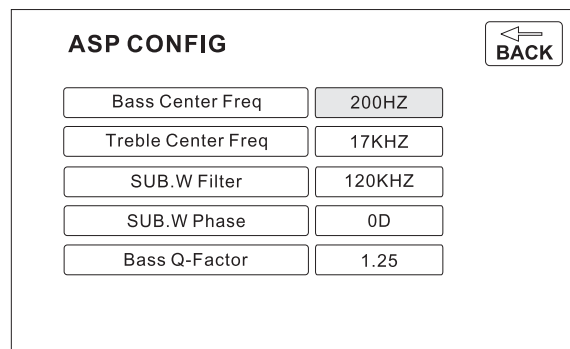 ASP CONFIG
BACK
Bass Center Freq 200HZ
Treble Center Freq 17KHZ
SUB.W Filter 120KHZ
SUB.W Phase 0D
Bass Q-Factor 1.25